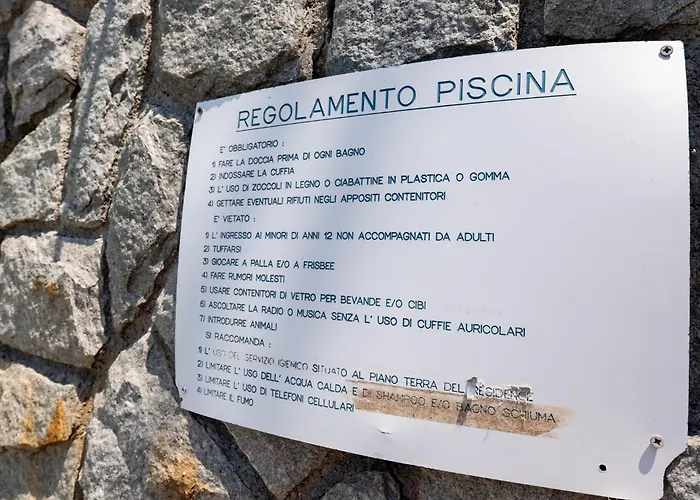 REGOLAMENTO PISCINA
E' OBBLIGATORIO :
1) FARE LA DOCCIA PRIMA DI OGNI BAGNO
2) INDOSSARE LA CUFFIA
3) L' USO DI ZOCCOLI IN LEGNO O CIABATTINE IN PLASTICA O GOMMA
4) GETTARE EVENTUALI RIFIUTI NEGLI APPOSITI CONTENITORI
E' VIETATO :
1) L' INGRESSO AI MINORI DI ANNI 12 NON ACCOMPAGNATI DA ADULTI
2) TUFFARSI
3) GIOCARE A PALLA E/O A FRISBEE
4) FARE RUMORI MOLESTI
5) USARE CONTENITORI DI VETRO PER BEVANDE E/O CIBI
6) ASCOLTARE LA RADIO O MUSICA SENZA L' USO DI CUFFIE AURICOLARI
7) INTRODURRE ANIMALI
SI RACCOMANDA :
1) L' USO DEL SERVIZIO IGIENICO SITUATO AL PIANO TERRA DEL RESIDENCE
2) LIMITARE L' USO DELL' ACQUA CALDA E DI SHAMPOO E/O BAGNO SCHIUMA
3) LIMITARE L' USO DI TELEFONI CELLULARI
4) LIMITARE IL FUMO